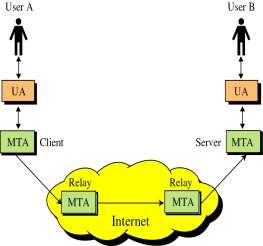 User A User B
UA UA
MTA Client Server MTA
Relay Relay
MTA MTA
Internet